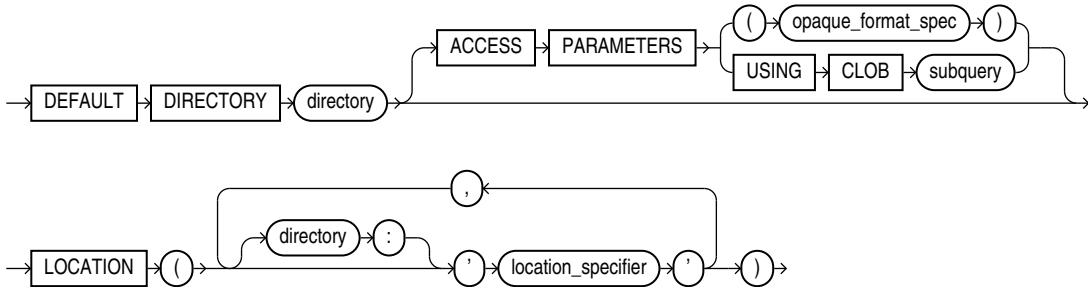 ACCESS PARAMETERS ( opaque_format_spec )
USING CLOB subquery
DEFAULT DIRECTORY directory
,
directory :
LOCATION ( ' location_specifier ' )